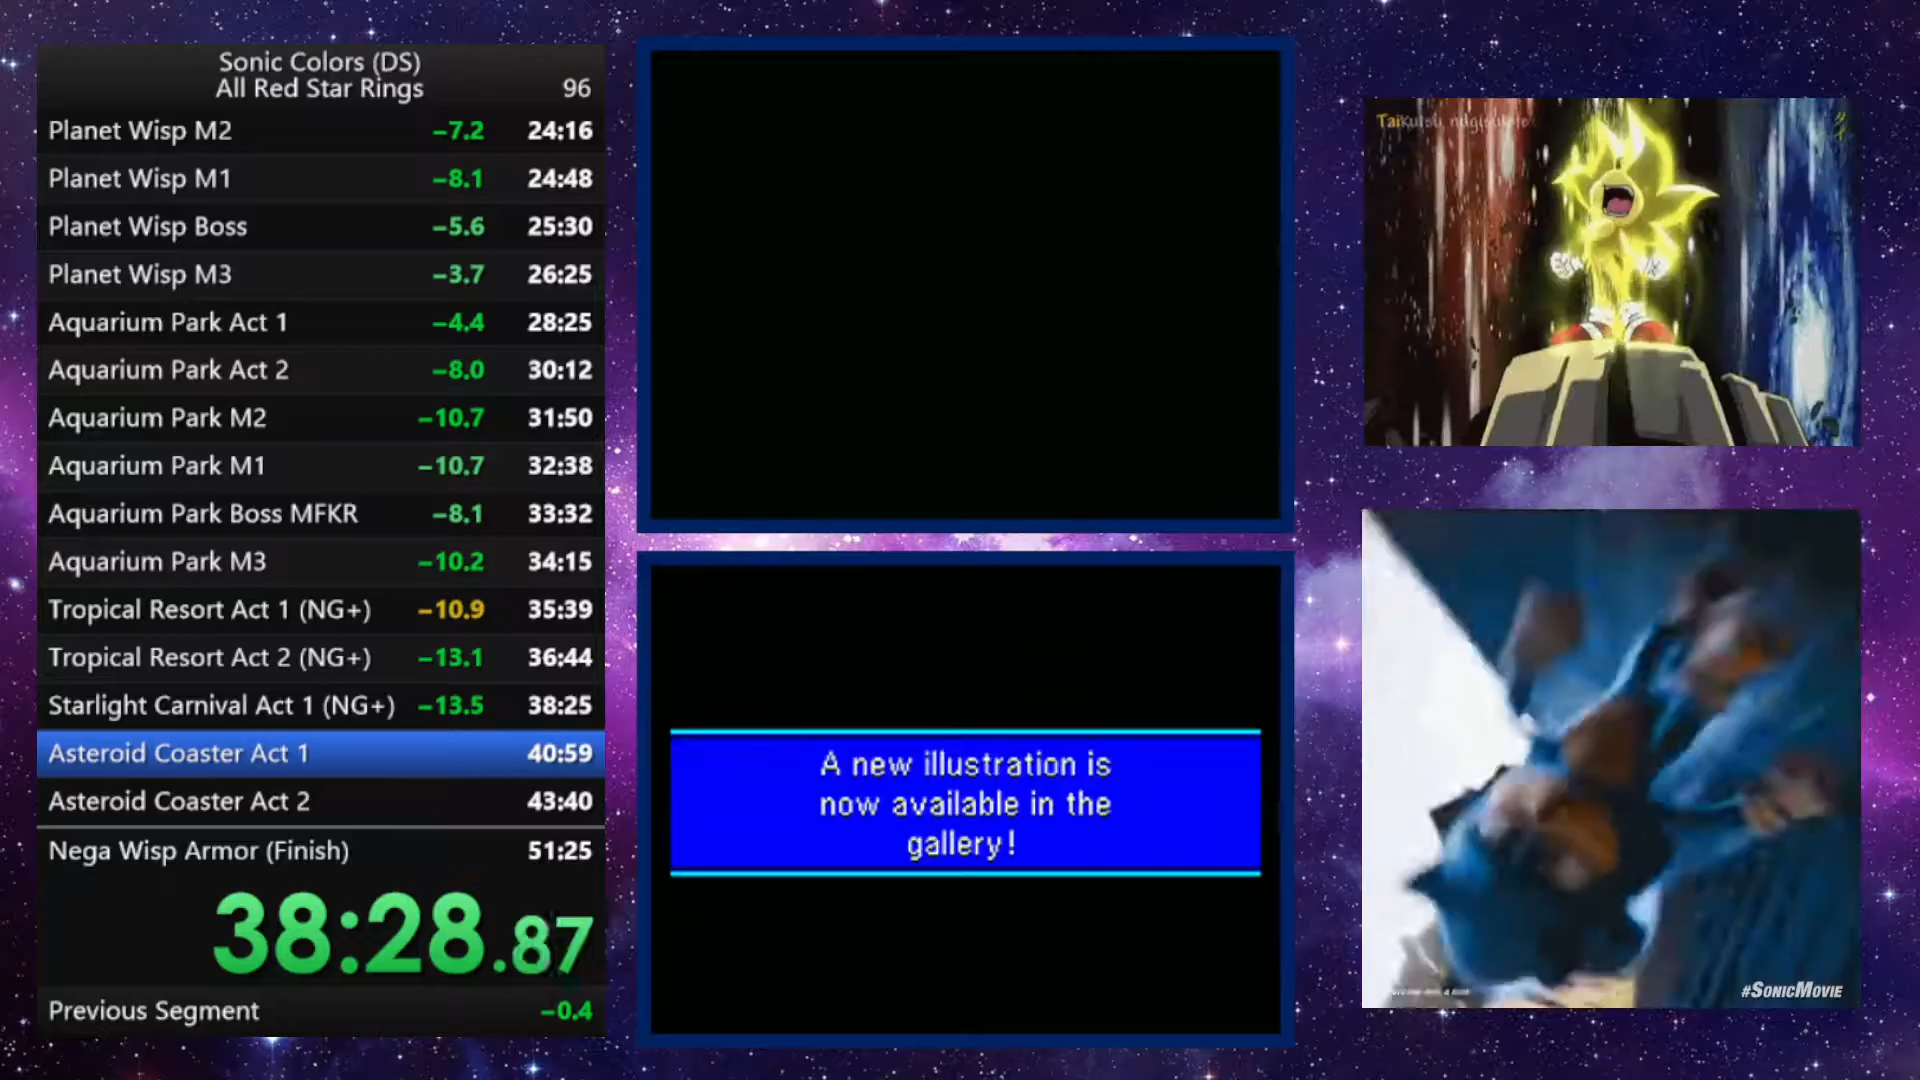 Sonic Colors (DS)
All Red Star Rings 96
Planet Wisp M2 −7.2 24:16
Planet Wisp M1 −8.1 24:48
Planet Wisp Boss −5.6 25:30
Planet Wisp M3 −3.7 26:25
Aquarium Park Act 1 −4.4 28:25
Aquarium Park Act 2 −8.0 30:12
Aquarium Park M2 −10.7 31:50
Aquarium Park M1 −10.7 32:38
Aquarium Park Boss MFKR −8.1 33:32
Aquarium Park M3 −10.2 34:15
Tropical Resort Act 1 (NG+) −10.9 35:39
Tropical Resort Act 2 (NG+) −13.1 36:44
Starlight Carnival Act 1 (NG+) −13.5 38:25
Asteroid Coaster Act 1 40:59
Asteroid Coaster Act 2 43:40
Nega Wisp Armor (Finish) 51:25
38:28.87
Previous Segment −0.4
A new illustration is
now available in the
gallery!
#SONICMOVIE